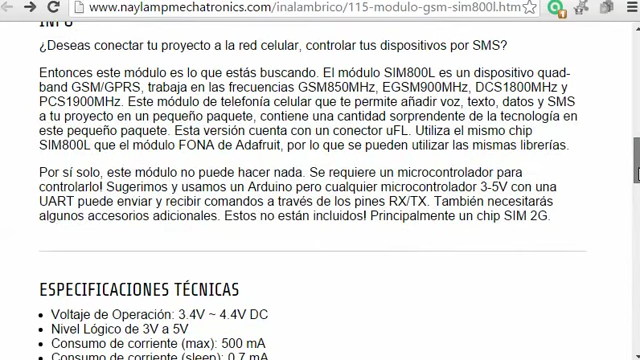 www.naylampmechatronics.com/inalambrico/115-modulo-gsm-sim800l.htm
INFO
¿Deseas conectar tu proyecto a la red celular, controlar tus dispositivos por SMS?
Entonces este módulo es lo que estás buscando. El módulo SIM800L es un dispositivo quad-
band GSM/GPRS, trabaja en las frecuencias GSM850MHz, EGSM900MHz, DCS1800MHz y
PCS1900MHz. Este módulo de telefonía celular que te permite añadir voz, texto, datos y SMS
a tu proyecto en un pequeño paquete, contiene una cantidad sorprendente de la tecnología en
este pequeño paquete. Esta versión cuenta con un conector uFL. Utiliza el mismo chip
SIM800L que el módulo FONA de Adafruit, por lo que se pueden utilizar las mismas librerías.
Por sí solo, este módulo no puede hacer nada. Se requiere un microcontrolador para
controlarlo! Sugerimos y usamos un Arduino pero cualquier microcontrolador 3-5V con una
UART puede enviar y recibir comandos a través de los pines RX/TX. También necesitarás
algunos accesorios adicionales. Estos no están incluidos! Principalmente un chip SIM 2G.
ESPECIFICACIONES TÉCNICAS
• Voltaje de Operación: 3.4V ~ 4.4V DC
• Nivel Lógico de 3V a 5V
• Consumo de corriente (max): 500 mA
• Consumo de corriente (sleep): 0.7 mA